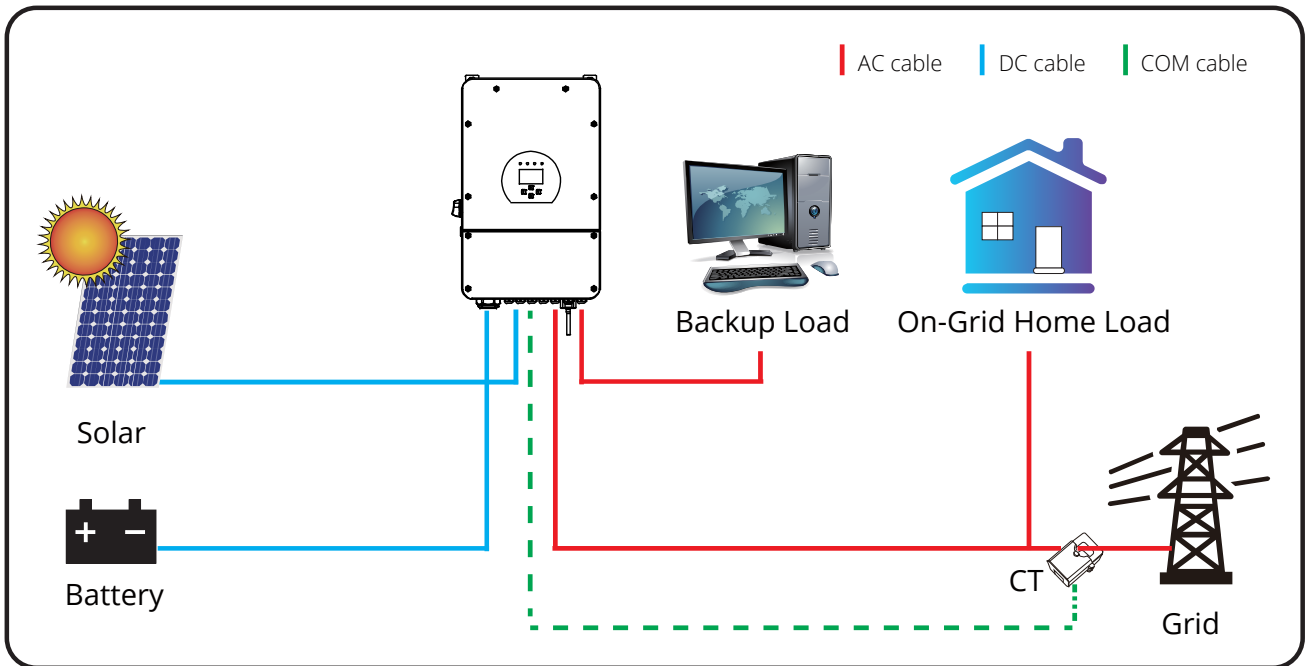 AC cable
DC cable
COM cable
Backup Load
On-Grid Home Load
Solar
+ −
Battery
CT
Grid